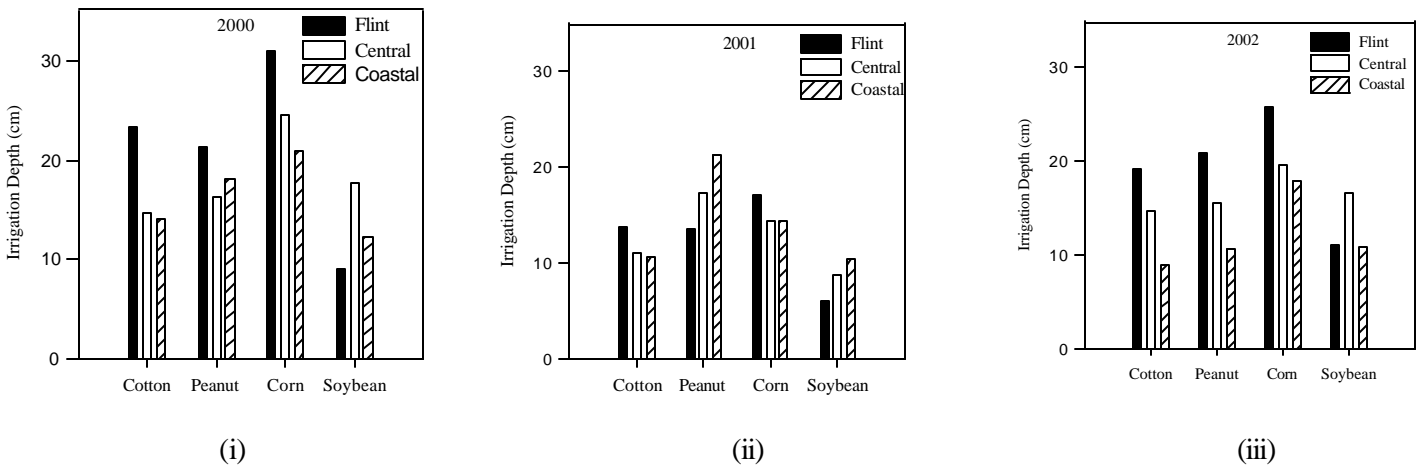 2000
Flint
Central
Coastal
Irrigation Depth (cm)
30
20
10
0
Cotton Peanut Corn Soybean
(i)
2001
Flint
Central
Coastal
Irrigation Depth (cm)
30
20
10
0
Cotton Peanut Corn Soybean
(ii)
2002
Flint
Central
Coastal
Irrigation Depth (cm)
30
20
10
0
Cotton Peanut Corn Soybean
(iii)